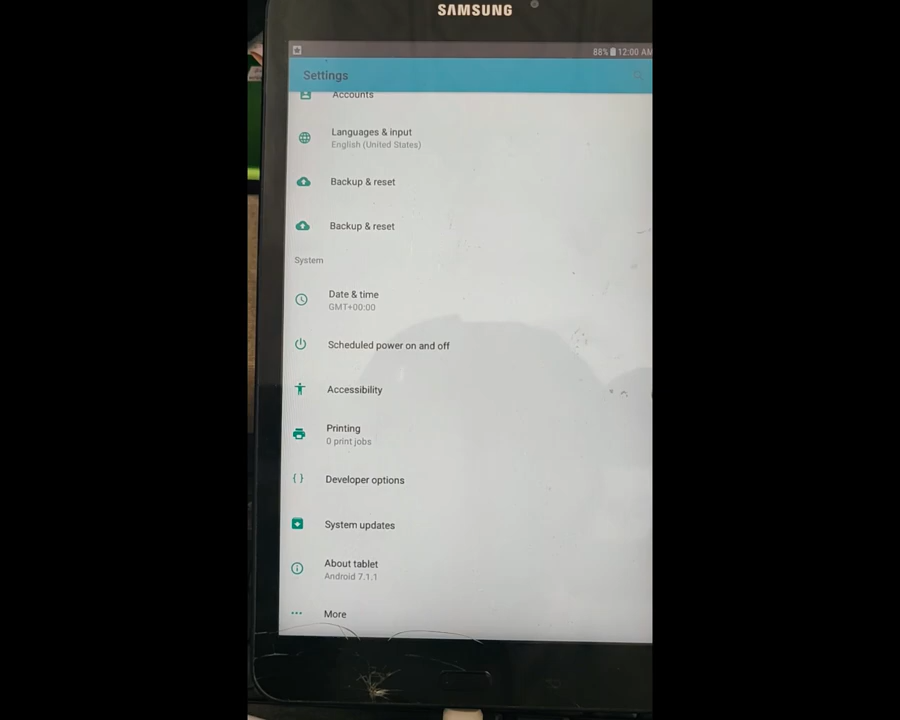 SAMSUNG
88% 12:00 AM
Settings
Accounts
Languages & input
English (United States)
Backup & reset
Backup & reset
System
Date & time
GMT+00:00
Scheduled power on and off
Accessibility
Printing
0 print jobs
Developer options
System updates
About tablet
Android 7.1.1
More